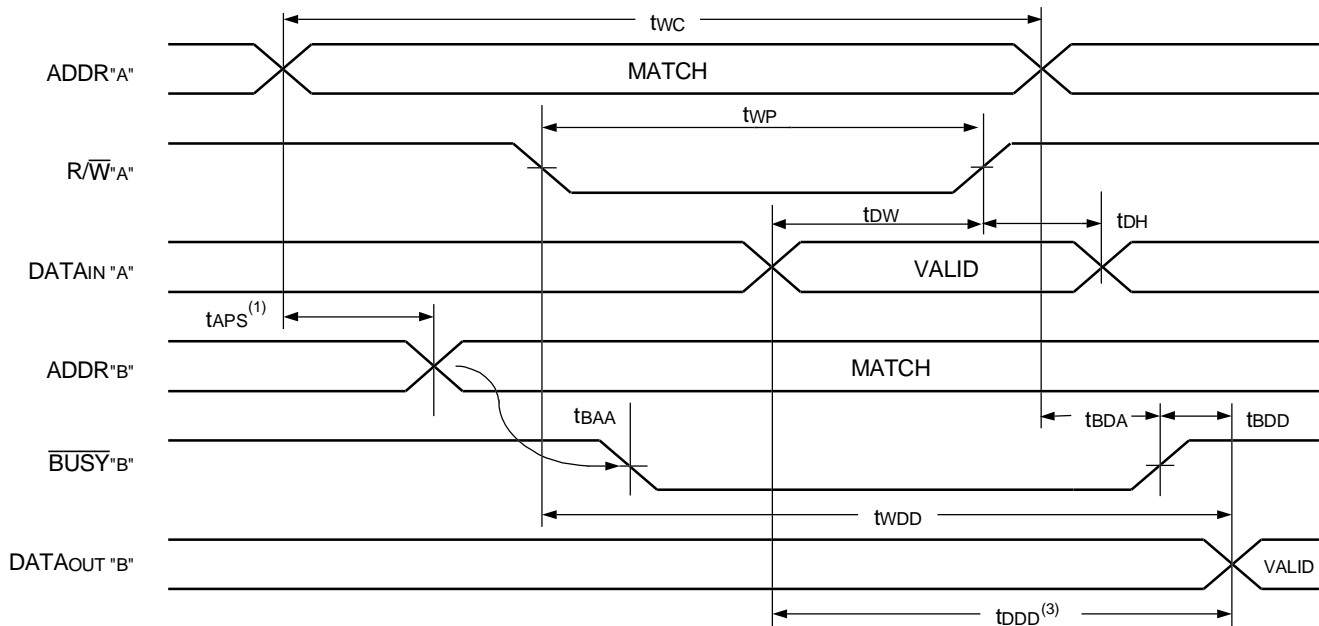 tWC
ADDR"A"
MATCH
tWP
R/W̅"A"
tDW
tDH
DATAIN "A"
VALID
tAPS(1)
ADDR"B"
MATCH
tBAA
tBDA
tBDD
B̅U̅S̅Y̅"B"
tWDD
DATAOUT "B"
VALID
tDDD(3)